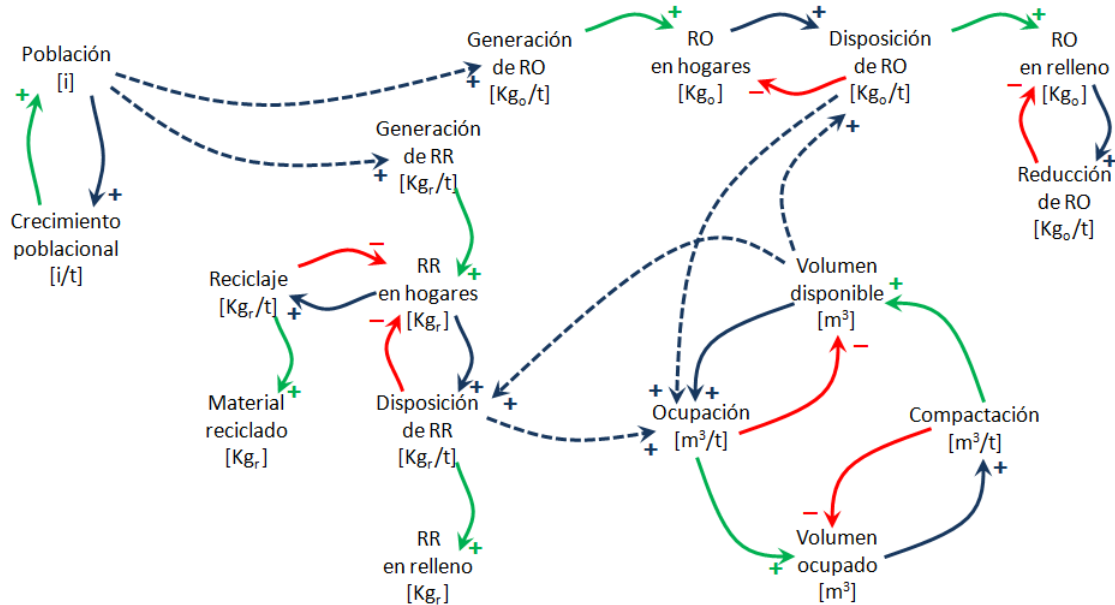 Población
[i]
+
+
Crecimiento
poblacional
[i/t]
Generación
de RO
[Kgₒ/t]
+
+
RO
en hogares
[Kgₒ]
–
+
Disposición
de RO
[Kgₒ/t]
+
+
RO
en relleno
[Kgₒ]
–
+
Reducción
de RO
[Kgₒ/t]
Generación
de RR
[Kgᵣ/t]
+
+
–
RR
en hogares
[Kgᵣ]
–
Reciclaje
[Kgᵣ/t]
+
+
Material
reciclado
[Kgᵣ]
+
+
Disposición
de RR
[Kgᵣ/t]
+
RR
en relleno
[Kgᵣ]
Volumen
disponible
[m³]
+
–
+
+
+
Ocupación
[m³/t]
Compactación
[m³/t]
+
–
+
Volumen
ocupado
[m³]